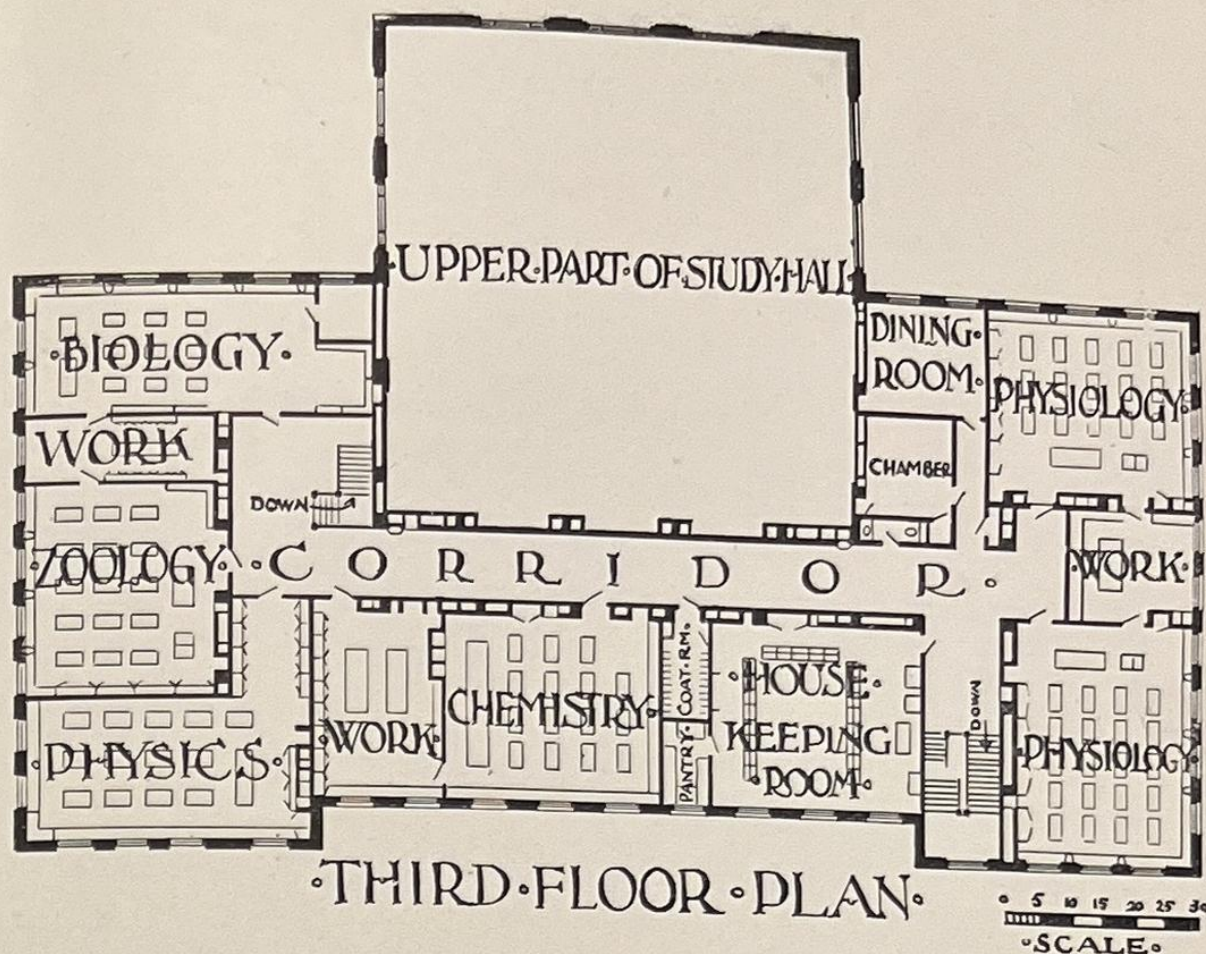 ·UPPER·PART·OF·STUDY·HALL·
·BIOLOGY·
DINING·
ROOM·
PHYSIOLOGY·
WORK
CHAMBER
DOWN
·ZOOLOGY·
·CORRIDOR·
·WORK·
COAT·RM·
·HOUSE·
KEEPING
·ROOM·
CHEMISTRY·
·WORK·
PANTRY·
DOWN
·PHYSICS·
·PHYSIOLOGY·
·THIRD·FLOOR·PLAN·
0 5 10 15 20 25 30
·SCALE·